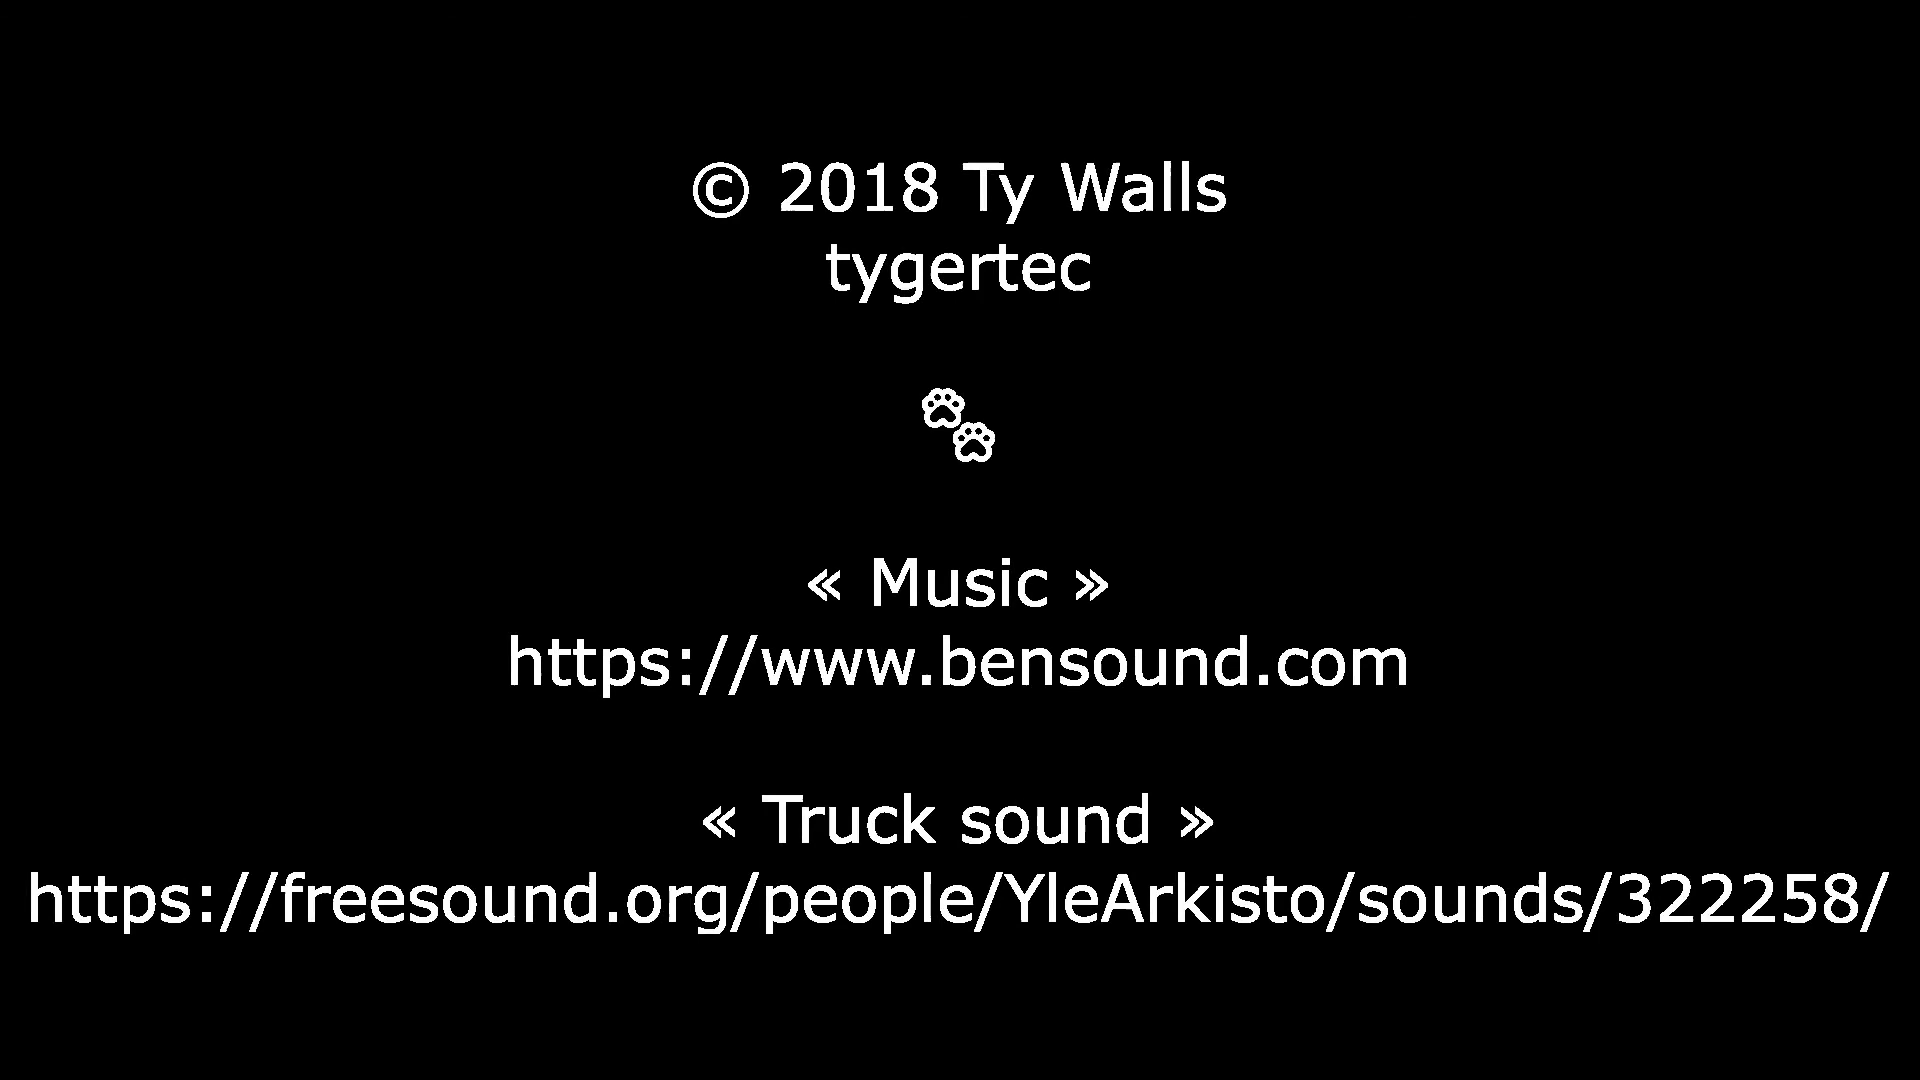 © 2018 Ty Walls
tygertec
« Music »
https://www.bensound.com
« Truck sound »
https://freesound.org/people/YleArkisto/sounds/322258/